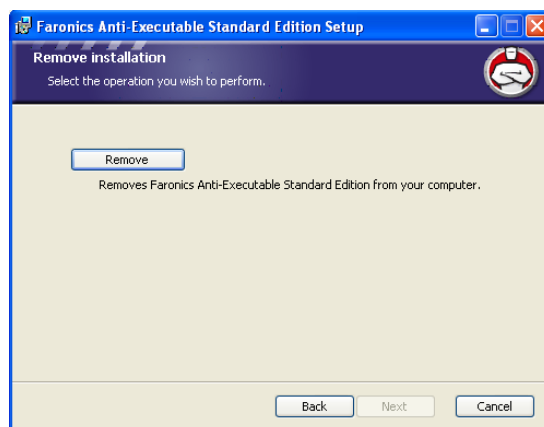 Faronics Anti-Executable Standard Edition Setup
Remove installation
Select the operation you wish to perform.
Remove
Removes Faronics Anti-Executable Standard Edition from your computer.
Back Next Cancel